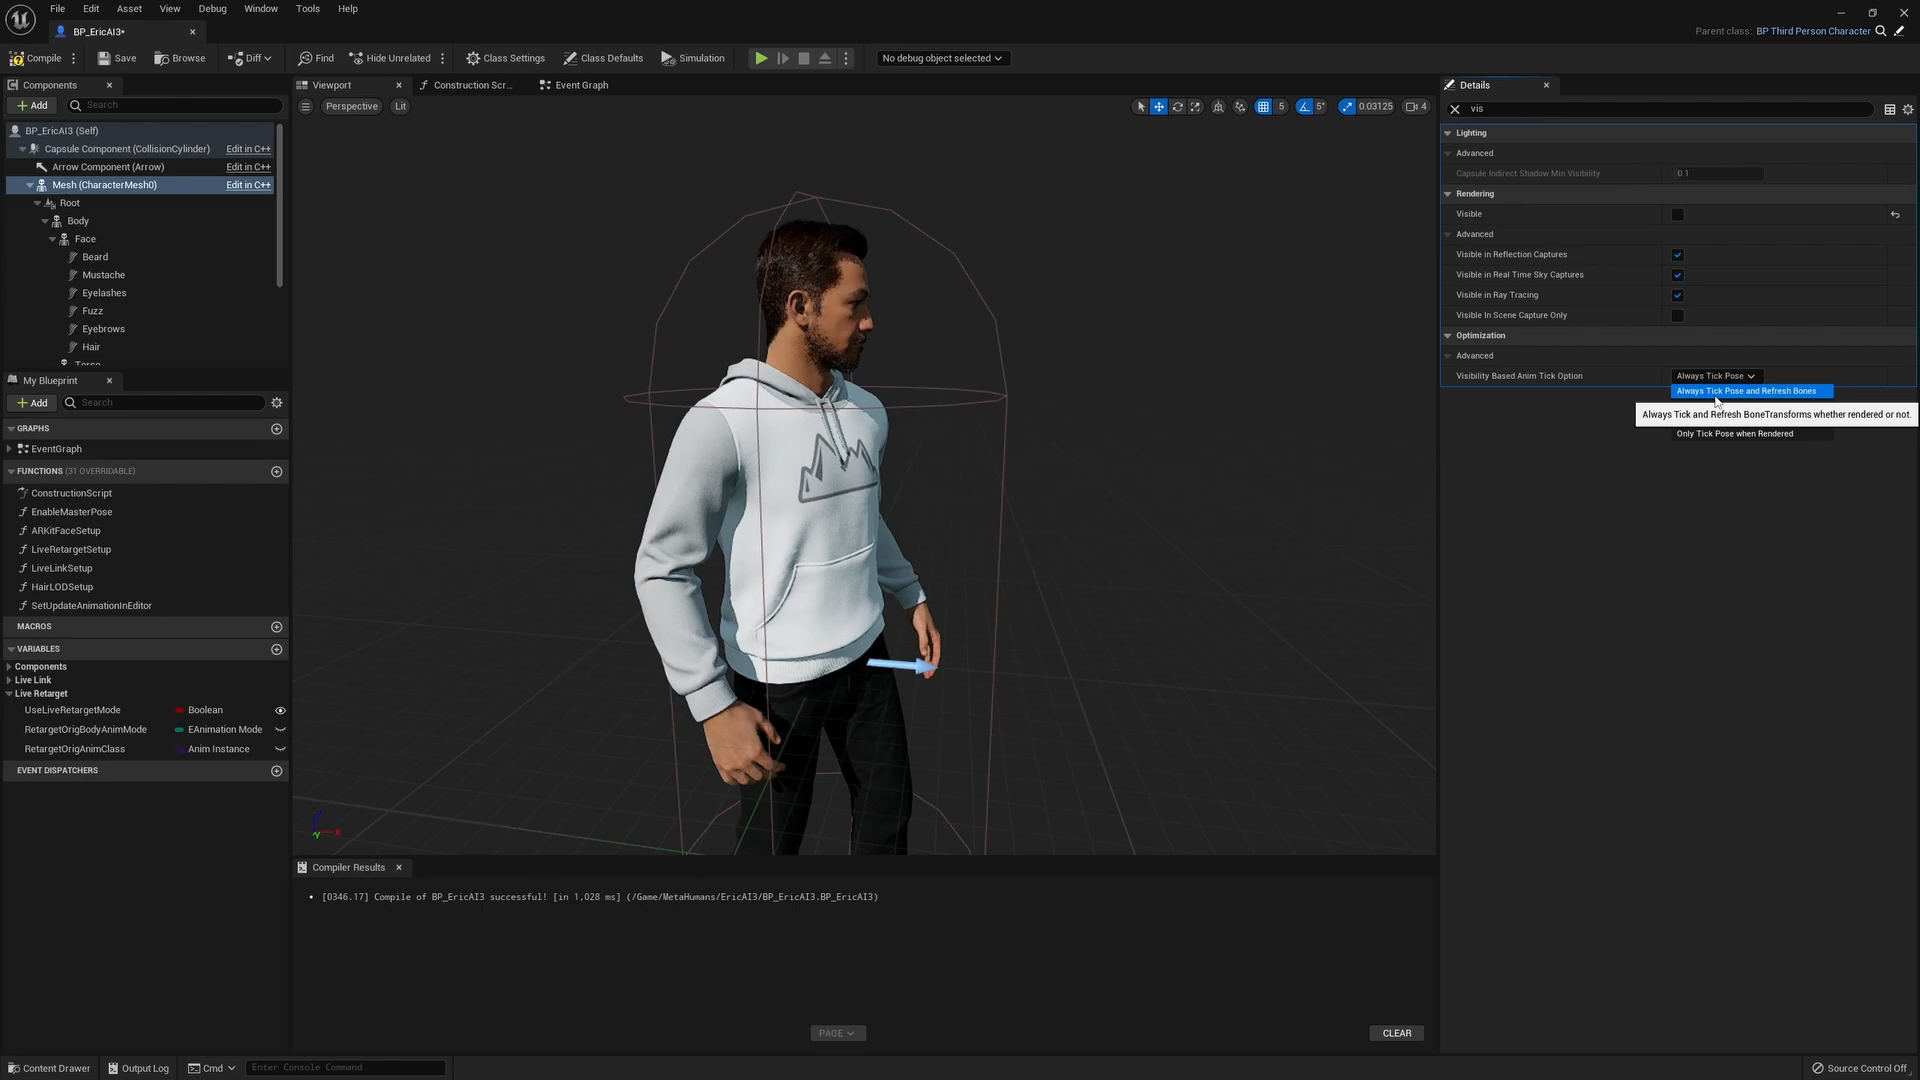 File Edit Asset View Debug Window Tools Help
BP_EricAI3*
Parent class: BP Third Person Character
Compile Save Browse Diff Find Hide Unrelated Class Settings Class Defaults Simulation No debug object selected
Components
Add Search
BP_EricAI3 (Self)
Capsule Component (CollisionCylinder) Edit in C++
Arrow Component (Arrow) Edit in C++
Mesh (CharacterMesh0) Edit in C++
Root
Body
Face
Beard
Mustache
Eyelashes
Fuzz
Eyebrows
Hair
My Blueprint
Add Search
GRAPHS
EventGraph
FUNCTIONS (31 OVERRIDABLE)
ConstructionScript
EnableMasterPose
ARKitFaceSetup
LiveRetargetSetup
LiveLinkSetup
HairLODSetup
SetUpdateAnimationInEditor
MACROS
VARIABLES
Components
Live Link
Live Retarget
UseLiveRetargetMode Boolean
RetargetOrigBodyAnimMode EAnimation Mode
RetargetOrigAnimClass Anim Instance
EVENT DISPATCHERS
Viewport Construction Scr... Event Graph
Perspective Lit 5 5° 0.03125 4
X
Y
Compiler Results
[0346.17] Compile of BP_EricAI3 successful! [in 1,028 ms] (/Game/MetaHumans/EricAI3/BP_EricAI3.BP_EricAI3)
PAGE CLEAR
Details
vis
Lighting
Advanced
Capsule Indirect Shadow Min Visibility 0.1
Rendering
Visible
Advanced
Visible in Reflection Captures
Visible in Real Time Sky Captures
Visible in Ray Tracing
Visible In Scene Capture Only
Optimization
Advanced
Visibility Based Anim Tick Option Always Tick Pose
Always Tick Pose and Refresh Bones
Always Tick and Refresh BoneTransforms whether rendered or not.
Only Tick Pose when Rendered
Content Drawer Output Log Cmd Enter Console Command Source Control Off